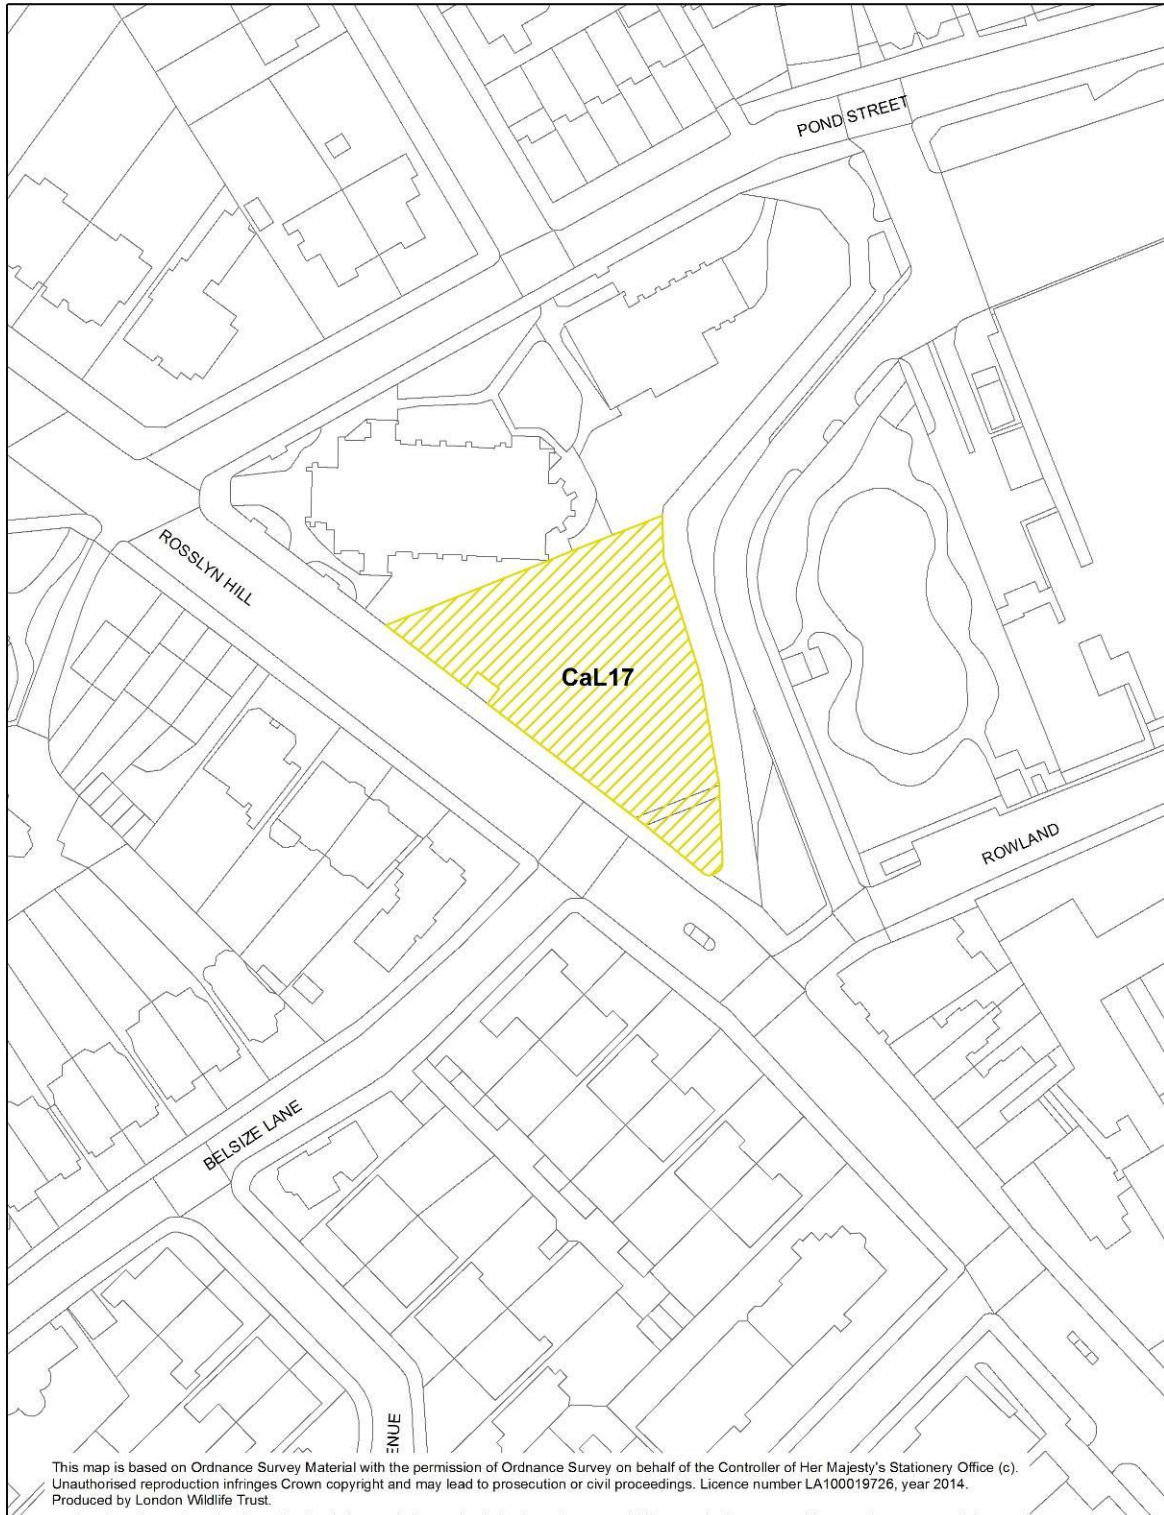 POND STREET
ROSSLYN HILL
CaL17
ROWLAND
BELSIZE LANE
ENUE
This map is based on Ordnance Survey Material with the permission of Ordnance Survey on behalf of the Controller of Her Majesty's Stationery Office (c).
Unauthorised reproduction infringes Crown copyright and may lead to prosecution or civil proceedings. Licence number LA100019726, year 2014.
Produced by London Wildlife Trust.